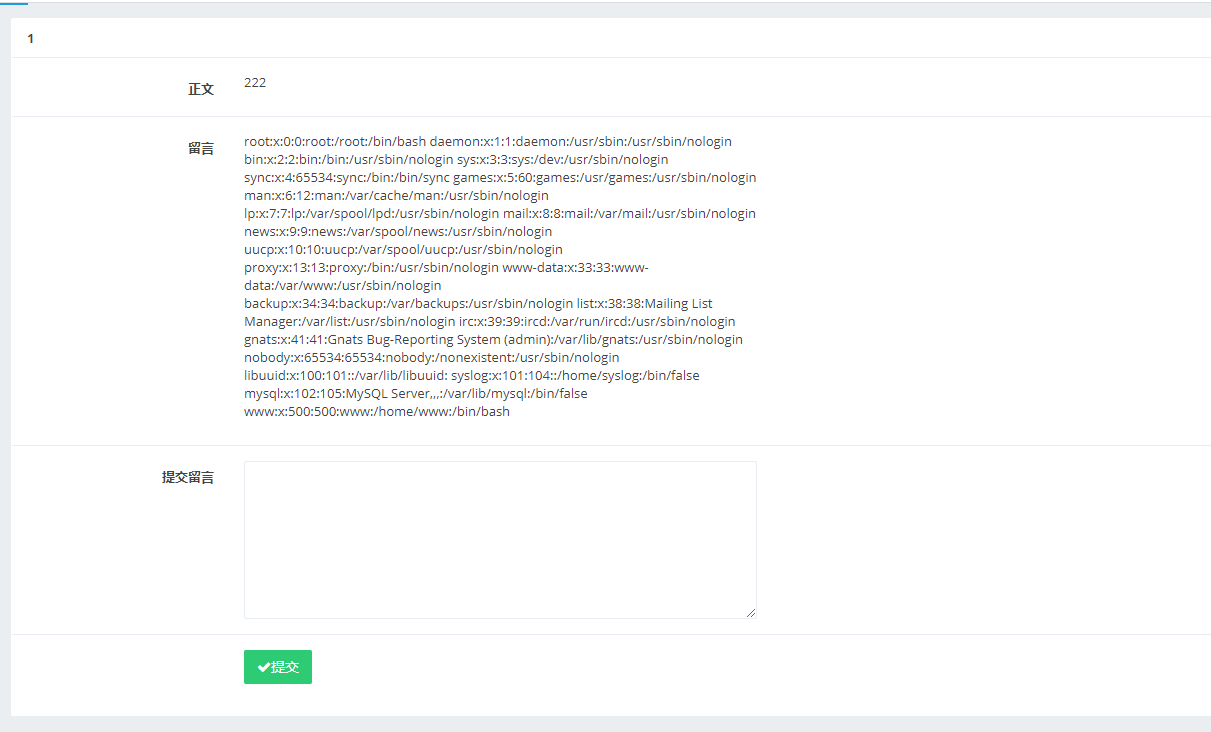 1
正文
222
留言
root:x:0:0:root:/root:/bin/bash daemon:x:1:1:daemon:/usr/sbin:/usr/sbin/nologin
bin:x:2:2:bin:/bin:/usr/sbin/nologin sys:x:3:3:sys:/dev:/usr/sbin/nologin
sync:x:4:65534:sync:/bin:/bin/sync games:x:5:60:games:/usr/games:/usr/sbin/nologin
man:x:6:12:man:/var/cache/man:/usr/sbin/nologin
lp:x:7:7:lp:/var/spool/lpd:/usr/sbin/nologin mail:x:8:8:mail:/var/mail:/usr/sbin/nologin
news:x:9:9:news:/var/spool/news:/usr/sbin/nologin
uucp:x:10:10:uucp:/var/spool/uucp:/usr/sbin/nologin
proxy:x:13:13:proxy:/bin:/usr/sbin/nologin www-data:x:33:33:www-
data:/var/www:/usr/sbin/nologin
backup:x:34:34:backup:/var/backups:/usr/sbin/nologin list:x:38:38:Mailing List
Manager:/var/list:/usr/sbin/nologin irc:x:39:39:ircd:/var/run/ircd:/usr/sbin/nologin
gnats:x:41:41:Gnats Bug-Reporting System (admin):/var/lib/gnats:/usr/sbin/nologin
nobody:x:65534:65534:nobody:/nonexistent:/usr/sbin/nologin
libuuid:x:100:101::/var/lib/libuuid: syslog:x:101:104::/home/syslog:/bin/false
mysql:x:102:105:MySQL Server,,,:/var/lib/mysql:/bin/false
www:x:500:500:www:/home/www:/bin/bash
提交留言
提交